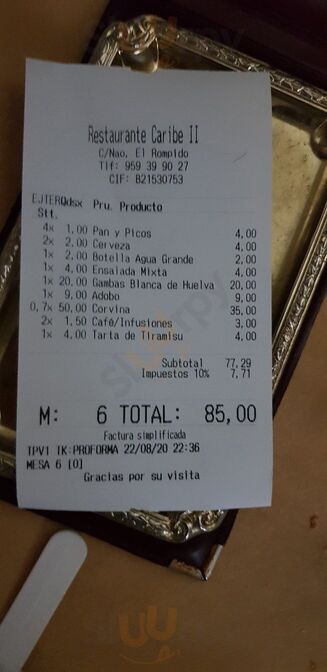 Restaurante Caribe II
C/Nao, El Rompido
Tlf: 959 39 90 27
CIF: B21530753
Pru. Producto
Stt.
4x 1,00 Pan y Picos 4,00
2x 2,00 Cerveza 4,00
1x 2,00 Botella Agua Grande 2,00
1x 4,00 Ensalada Mixta 4,00
1x 20,00 Gambas Blanca de Huelva 20,00
1x 9,00 Adobo 9,00
0,7x 50,00 Corvina 35,00
2x 1,50 Café/Infusiones 3,00
1x 4,00 Tarta de Tiramisu 4,00
Subtotal 77,29
Impuestos 10% 7,71
M: 6 TOTAL: 85,00
Factura simplificada
TPV1 TK:PROFORMA 22/08/20 22:36
MESA 6 [0]
Gracias por su visita